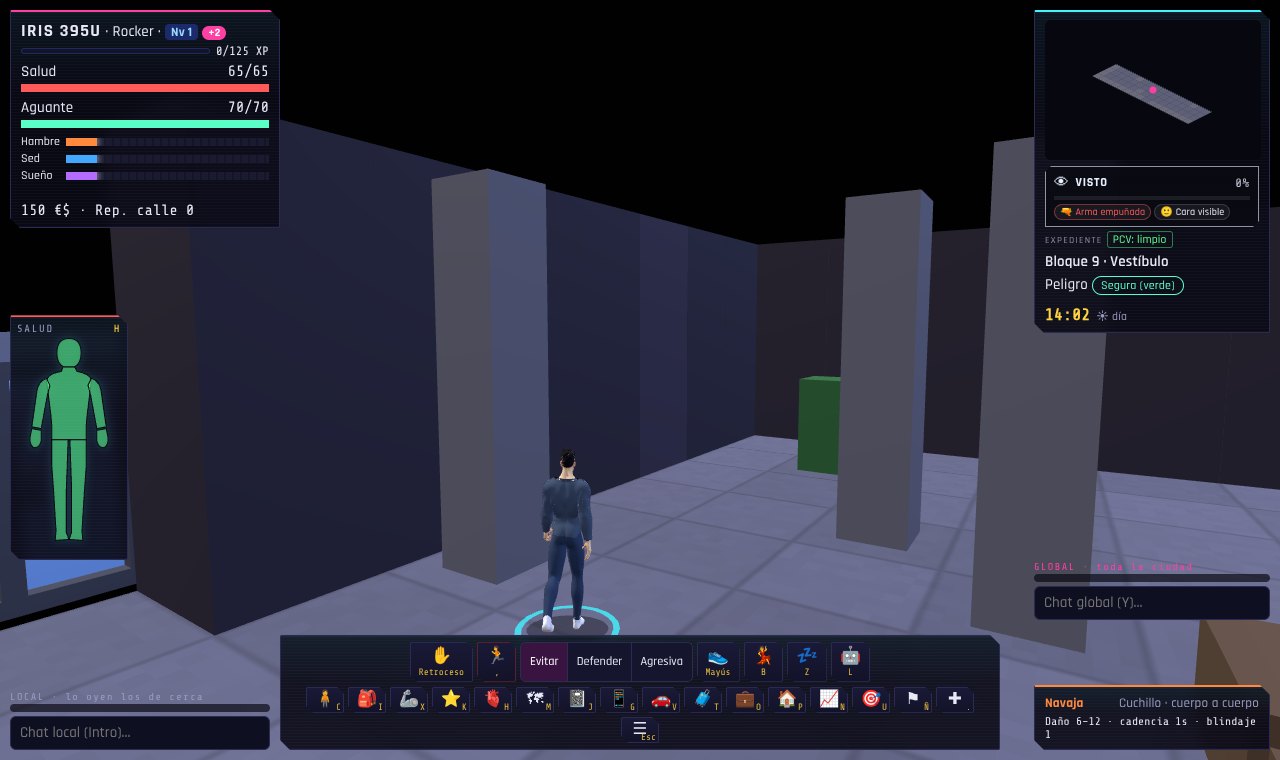 IRIS 395U · Rocker · Nv 1 +2
0/125 XP
Salud 65/65
Aguante 70/70
Hambre
Sed
Sueño
150 €$ · Rep. calle 0
SALUD H
LOCAL · lo oyen los de cerca
Chat local (Intro)...
Retroceso
,
Evitar Defender Agresiva
Mayús
B
Z
L
C I X K H M J G V T O P N U Ñ .
Esc
VISTO 0%
Arma empuñada Cara visible
EXPEDIENTE PCV: limpio
Bloque 9 · Vestíbulo
Peligro Segura (verde)
14:02 día
GLOBAL · toda la ciudad
Chat global (Y)...
Navaja Cuchillo · cuerpo a cuerpo
Daño 6-12 · cadencia 1s · blindaje
1